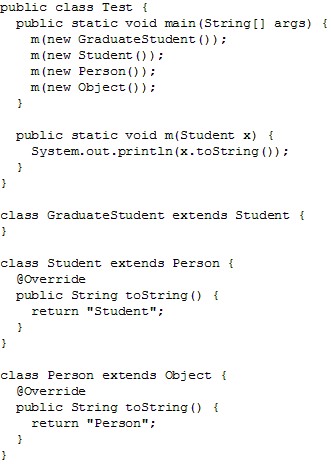 public class Test {
  public static void main(String[] args) {
    m(new GraduateStudent());
    m(new Student());
    m(new Person());
    m(new Object());
  }

  public static void m(Student x) {
    System.out.println(x.toString());
  }
}

class GraduateStudent extends Student {
}

class Student extends Person {
  @Override
  public String toString() {
    return "Student";
  }
}

class Person extends Object {
  @Override
  public String toString() {
    return "Person";
  }
}